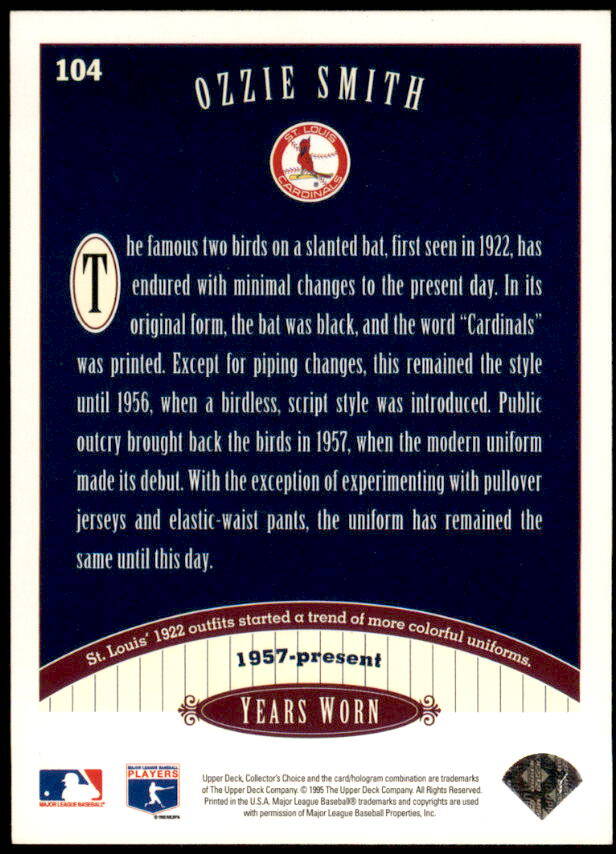 104
OZZIE SMITH
ST. LOUIS
CARDINALS
The famous two birds on a slanted bat, first seen in 1922, has
endured with minimal changes to the present day. In its
original form, the bat was black, and the word “Cardinals”
was printed. Except for piping changes, this remained the style
until 1956, when a birdless, script style was introduced. Public
outcry brought back the birds in 1957, when the modern uniform
made its debut. With the exception of experimenting with pullover
jerseys and elastic-waist pants, the uniform has remained the
same until this day.
St. Louis’ 1922 outfits started a trend of more colorful uniforms.
1957-present
YEARS WORN
MAJOR LEAGUE BASEBALL®
MAJOR LEAGUE BASEBALL
PLAYERS
Upper Deck, Collector's Choice and the card/hologram combination are trademarks
of The Upper Deck Company. © 1995 The Upper Deck Company. All Rights Reserved.
Printed in the U.S.A. Major League Baseball® trademarks and copyrights are used
with permission of Major League Baseball Properties, Inc.